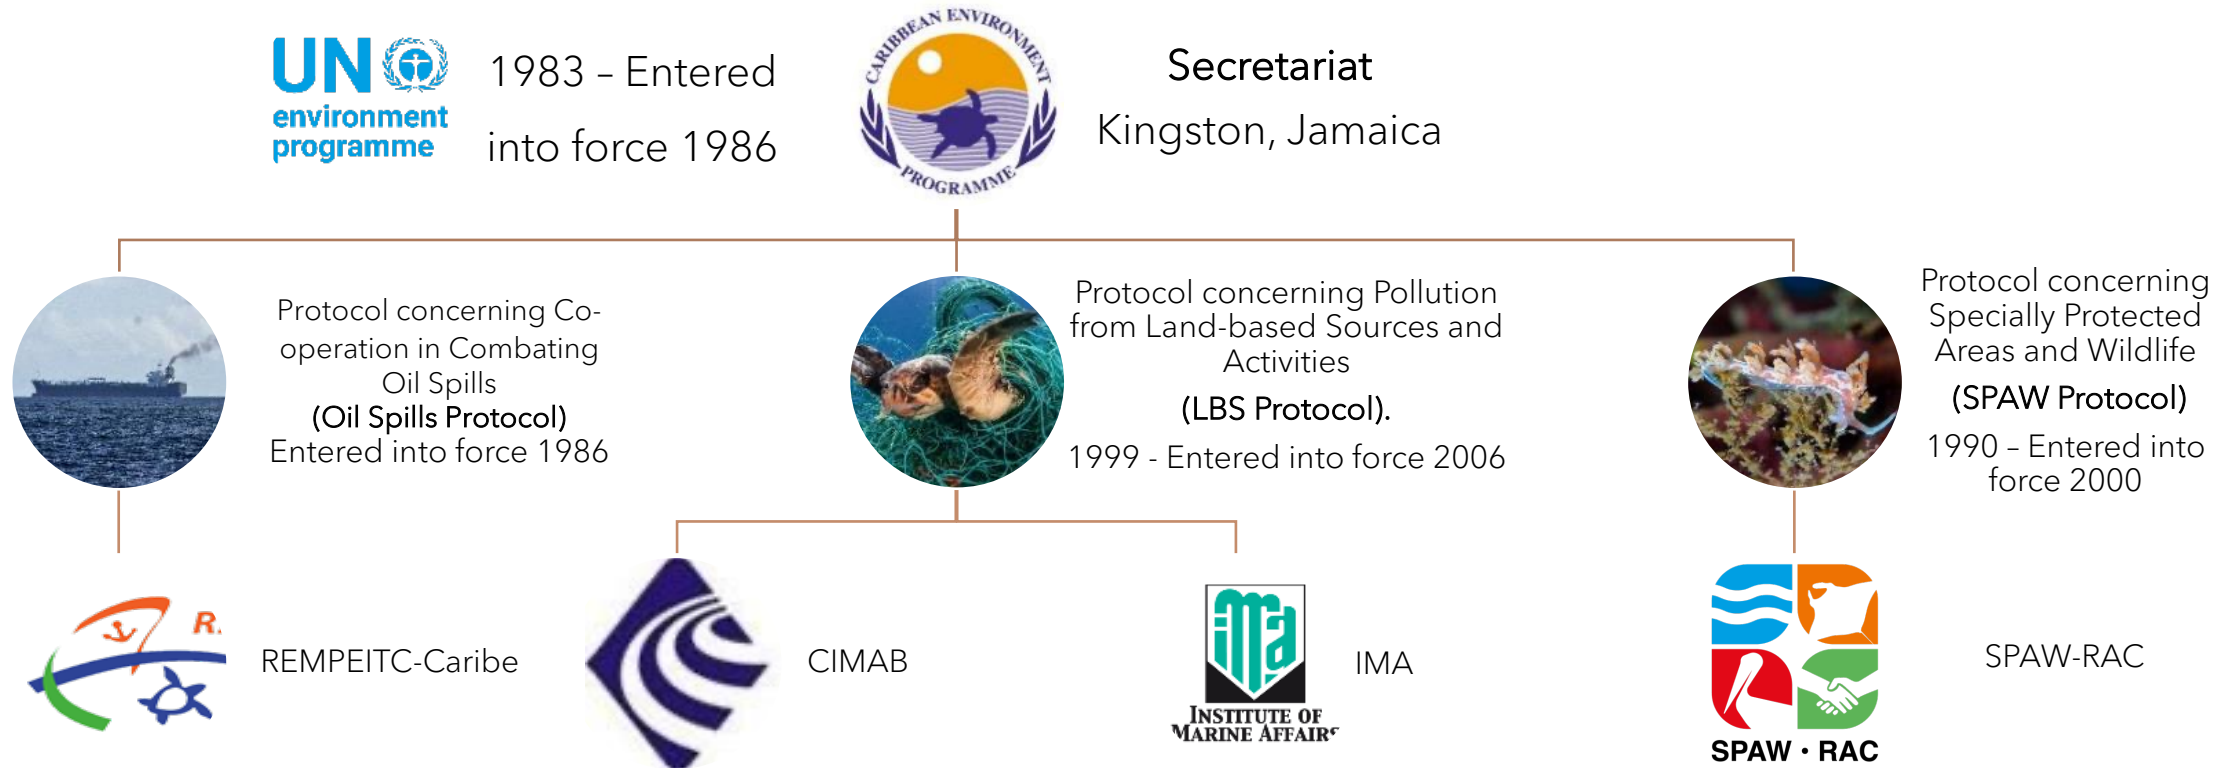 UN
environment
programme
1983 – Entered
into force 1986
CARIBBEAN ENVIRONMENT
PROGRAMME
Secretariat
Kingston, Jamaica
Protocol concerning Co-
operation in Combating
Oil Spills
(Oil Spills Protocol)
Entered into force 1986
Protocol concerning Pollution
from Land-based Sources and
Activities
(LBS Protocol).
1999 - Entered into force 2006
Protocol concerning
Specially Protected
Areas and Wildlife
(SPAW Protocol)
1990 – Entered into
force 2000
R.
REMPEITC-Caribe
CIMAB
ima
INSTITUTE OF
MARINE AFFAIRS
IMA
SPAW • RAC
SPAW-RAC